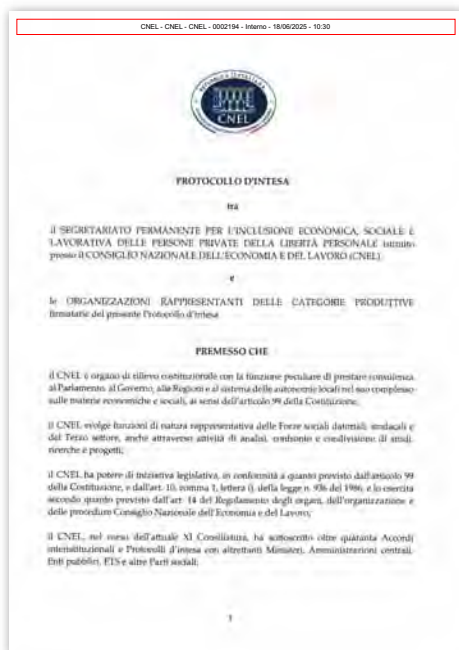 CNEL - CNEL - CNEL - 0002194 - Interno - 18/06/2025 - 10:30
CNEL
PROTOCOLLO D'INTESA
tra
il SEGRETARIATO PERMANENTE PER L'INCLUSIONE ECONOMICA, SOCIALE E
LAVORATIVA DELLE PERSONE PRIVATE DELLA LIBERTÀ PERSONALE istituito
presso il CONSIGLIO NAZIONALE DELL'ECONOMIA E DEL LAVORO (CNEL)
e
le ORGANIZZAZIONI RAPPRESENTANTI DELLE CATEGORIE PRODUTTIVE
firmatarie del presente Protocollo d'intesa
PREMESSO CHE
il CNEL è organo di rilievo costituzionale con la funzione peculiare di prestare consulenza
al Parlamento, al Governo, alle Regioni e al sistema delle autonomie locali nel suo complesso
sulle materie economiche e sociali, ai sensi dell'articolo 99 della Costituzione;
il CNEL svolge funzioni di natura rappresentativa delle Forze sociali datoriali, sindacali e
del Terzo settore, anche attraverso attività di analisi, confronto e condivisione di studi,
ricerche e progetti;
il CNEL ha potere di iniziativa legislativa, in conformità a quanto previsto dall'articolo 99
della Costituzione, e dall'art. 10, comma 1, lettera i), della legge n. 936 del 1986, e lo esercita
secondo quanto previsto dall'art. 14 del Regolamento degli organi, dell'organizzazione e
delle procedure Consiglio Nazionale dell'Economia e del Lavoro;
il CNEL, nel corso dell'attuale XI Consiliatura, ha sottoscritto oltre quaranta Accordi
interistituzionali e Protocolli d'intesa con altrettanti Ministeri, Amministrazioni centrali,
Enti pubblici, ETS e altre Parti sociali;
1